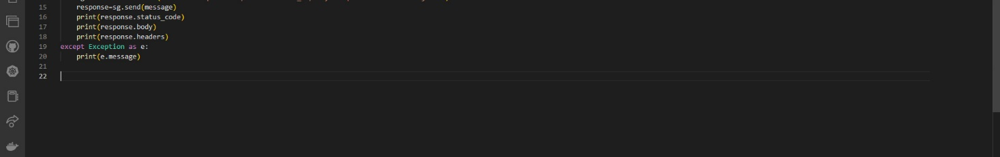 15 response=sg.send(message)
16 print(response.status_code)
17 print(response.body)
18 print(response.headers)
19 except Exception as e:
20 print(e.message)
21
22